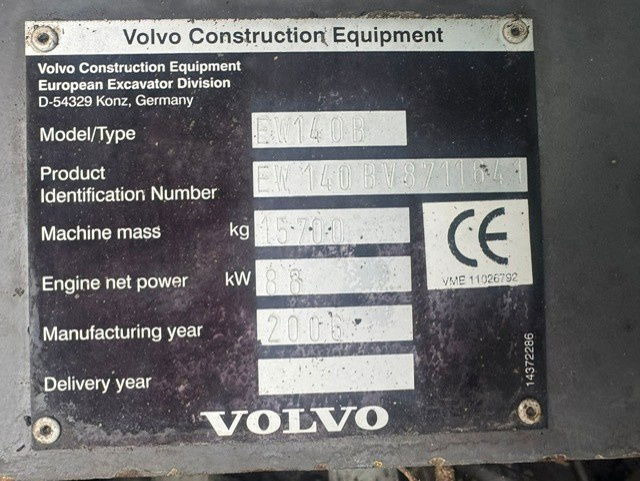 Volvo Construction Equipment
Volvo Construction Equipment
European Excavator Division
D-54329 Konz, Germany
Model/Type EW140B
Product
Identification Number EW140BV8711641
Machine mass kg 15700
CE
Engine net power kW 88
VME 11026792
Manufacturing year 2006
Delivery year
14372286
VOLVO